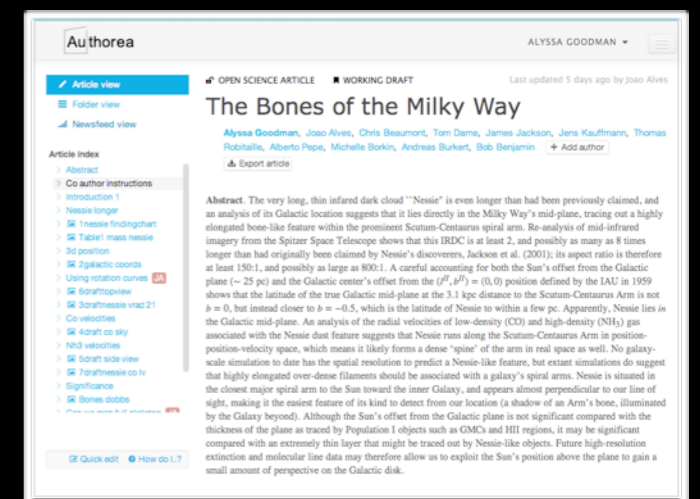 Authorea
ALYSSA GOODMAN
Article view
Folder view
Newsfeed view
Article index
Abstract
Co author instructions
Introduction 1
Nessie longer
1nessie findingchart
Table1 mass nessie
3d position
2galactic coords
Using rotation curves JA
6drafttopview
3draftnessie vrad 21
Co velocities
4draft co sky
Nh3 velocities
5draft side view
7draftnessie co lv
Significance
Bones dobbs
Quick edit How do I..?
OPEN SCIENCE ARTICLE WORKING DRAFT Last updated 5 days ago by Joao Alves
The Bones of the Milky Way
Alyssa Goodman, Joao Alves, Chris Beaumont, Tom Dame, James Jackson, Jens Kauffmann, Thomas
Robitaille, Alberto Pepe, Michelle Borkin, Andreas Burkert, Bob Benjamin + Add author
Export article
Abstract. The very long, thin infared dark cloud ``Nessie" is even longer than had been previously claimed, and
an analysis of its Galactic location suggests that it lies directly in the Milky Way's mid-plane, tracing out a highly
elongated bone-like feature within the prominent Scutum-Centaurus spiral arm. Re-analysis of mid-infrared
imagery from the Spitzer Space Telescope shows that this IRDC is at least 2, and possibly as many as 8 times
longer than had originally been claimed by Nessie's discoverers, Jackson et al. (2001); its aspect ratio is therefore
at least 150:1, and possibly as large as 800:1. A careful accounting for both the Sun's offset from the Galactic
plane (~ 25 pc) and the Galactic center's offset from the (l^II, b^II) = (0, 0) position defined by the IAU in 1959
shows that the latitude of the true Galactic mid-plane at the 3.1 kpc distance to the Scutum-Centaurus Arm is not
b = 0, but instead closer to b = −0.5, which is the latitude of Nessie to within a few pc. Apparently, Nessie lies in
the Galactic mid-plane. An analysis of the radial velocities of low-density (CO) and high-density (NH₃) gas
associated with the Nessie dust feature suggests that Nessie runs along the Scutum-Centaurus Arm in position-
position-velocity space, which means it likely forms a dense 'spine' of the arm in real space as well. No galaxy-
scale simulation to date has the spatial resolution to predict a Nessie-like feature, but extant simulations do suggest
that highly elongated over-dense filaments should be associated with a galaxy's spiral arms. Nessie is situated in
the closest major spiral arm to the Sun toward the inner Galaxy, and appears almost perpendicular to our line of
sight, making it the easiest feature of its kind to detect from our location (a shadow of an Arm's bone, illuminated
by the Galaxy beyond). Although the Sun's offset from the Galactic plane is not significant compared with the
thickness of the plane as traced by Population I objects such as GMCs and HII regions, it may be significant
compared with an extremely thin layer that might be traced out by Nessie-like objects. Future high-resolution
extinction and molecular line data may therefore allow us to exploit the Sun's position above the plane to gain a
small amount of perspective on the Galactic disk.